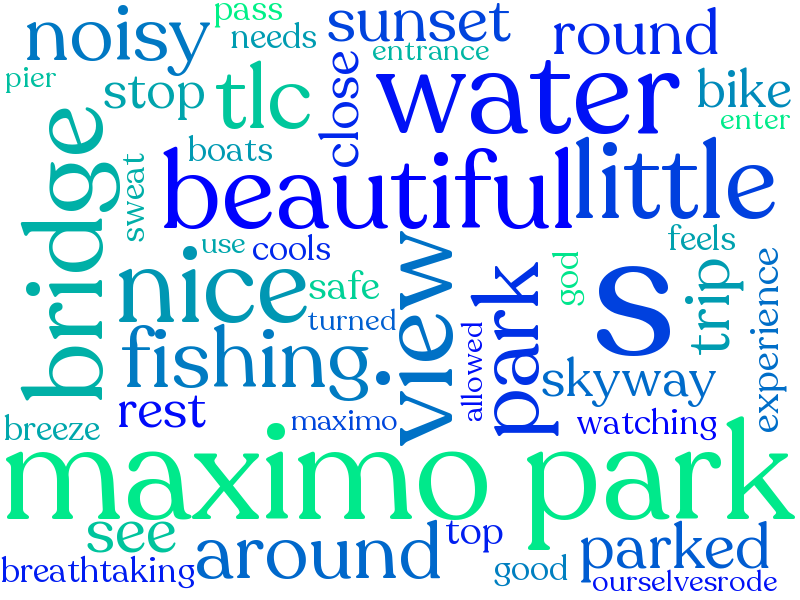 pass
noisy
sunset
round
needs
entrance
pier
stop
tlc
close
water
bike
enter
bridge
boats
sweat
beautiful
little
use
cools
feels
nice
safe
view
god
s
trip
experience
turned
park
allowed
fishing.
skyway
rest
maximo
watching
breeze
maximo park
see
around
top
parked
breathtaking
good
ourselvesrode